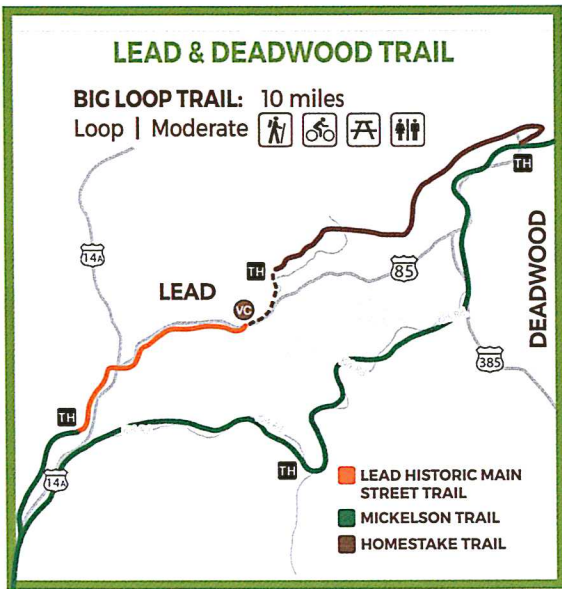 LEAD & DEADWOOD TRAIL
BIG LOOP TRAIL: 10 miles
Loop | Moderate
TH
14A
TH
85
LEAD
VC
DEADWOOD
385
TH
14A
TH
LEAD HISTORIC MAIN
STREET TRAIL
MICKELSON TRAIL
HOMESTAKE TRAIL